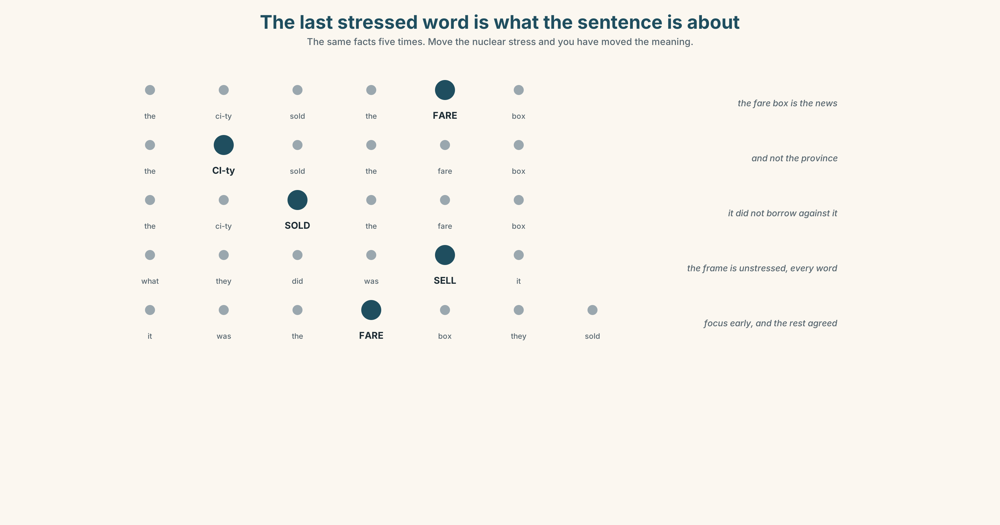 The last stressed word is what the sentence is about
The same facts five times. Move the nuclear stress and you have moved the meaning.
the ci-ty sold the FARE box
the fare box is the news
the CI-ty sold the fare box
and not the province
the ci-ty SOLD the fare box
it did not borrow against it
what they did was SELL it
the frame is unstressed, every word
it was the FARE box they sold
focus early, and the rest agreed